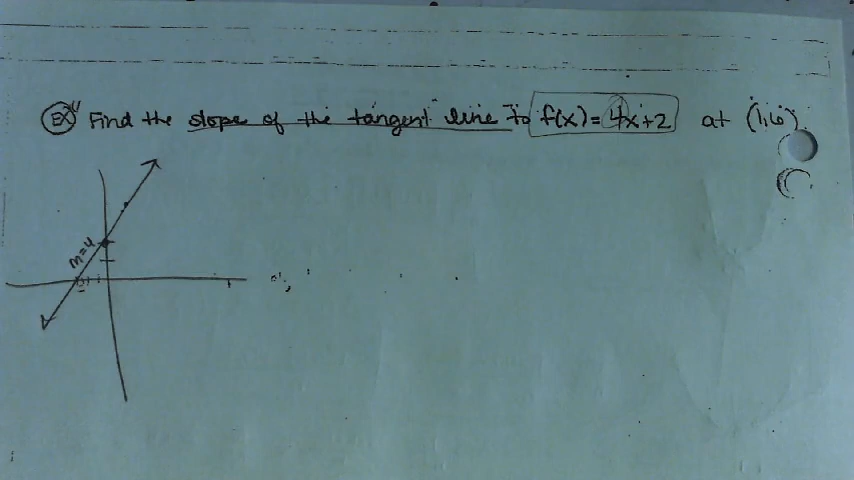 EX Find the slope of the tangent line to f(x)=4x+2 at (1,6)
m=4